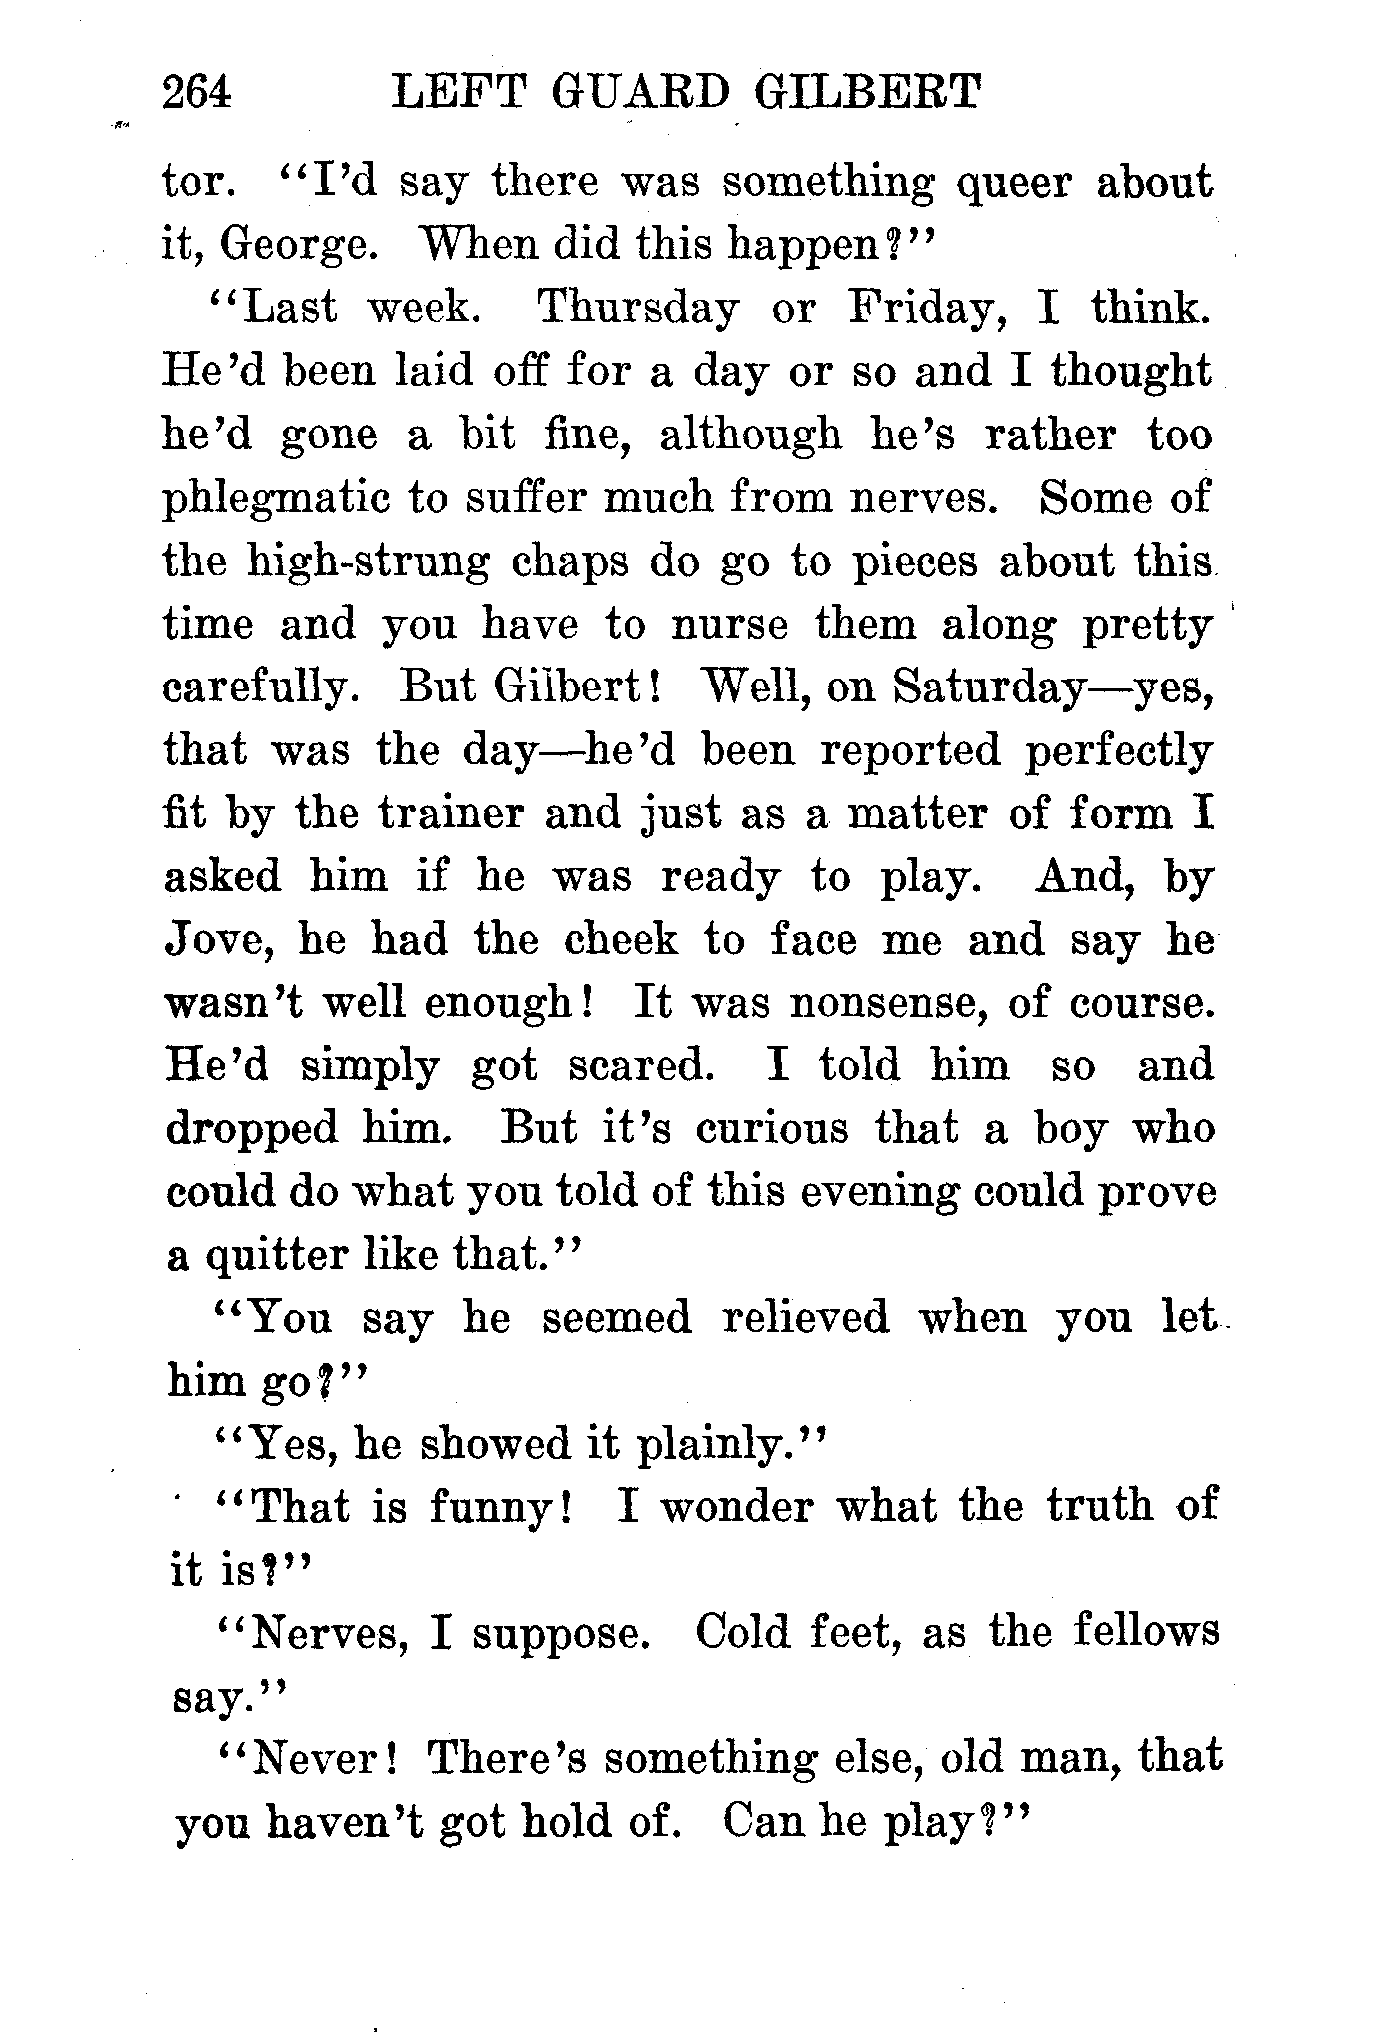 264 LEFT GUARD GILBERT
tor. "I'd say there was something queer about
it, George. When did this happen?"
"Last week. Thursday or Friday, I think.
He'd been laid off for a day or so and I thought
he'd gone a bit fine, although he's rather too
phlegmatic to suffer much from nerves. Some of
the high-strung chaps do go to pieces about this
time and you have to nurse them along pretty
carefully. But Gilbert! Well, on Saturday—yes,
that was the day—he'd been reported perfectly
fit by the trainer and just as a matter of form I
asked him if he was ready to play. And, by
Jove, he had the cheek to face me and say he
wasn't well enough! It was nonsense, of course.
He'd simply got scared. I told him so and
dropped him. But it's curious that a boy who
could do what you told of this evening could prove
a quitter like that."
"You say he seemed relieved when you let
him go?"
"Yes, he showed it plainly."
"That is funny! I wonder what the truth of
it is?"
"Nerves, I suppose. Cold feet, as the fellows
say."
"Never! There's something else, old man, that
you haven't got hold of. Can he play?"